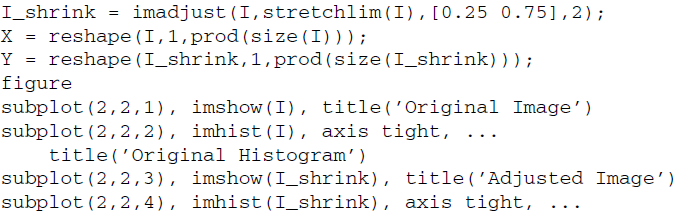 I_shrink = imadjust(I,stretchlim(I),[0.25 0.75],2);
X = reshape(I,1,prod(size(I)));
Y = reshape(I_shrink,1,prod(size(I_shrink)));
figure
subplot(2,2,1), imshow(I), title(’Original Image’)
subplot(2,2,2), imhist(I), axis tight, ...
    title(’Original Histogram’)
subplot(2,2,3), imshow(I_shrink), title(’Adjusted Image’)
subplot(2,2,4), imhist(I_shrink), axis tight, ...